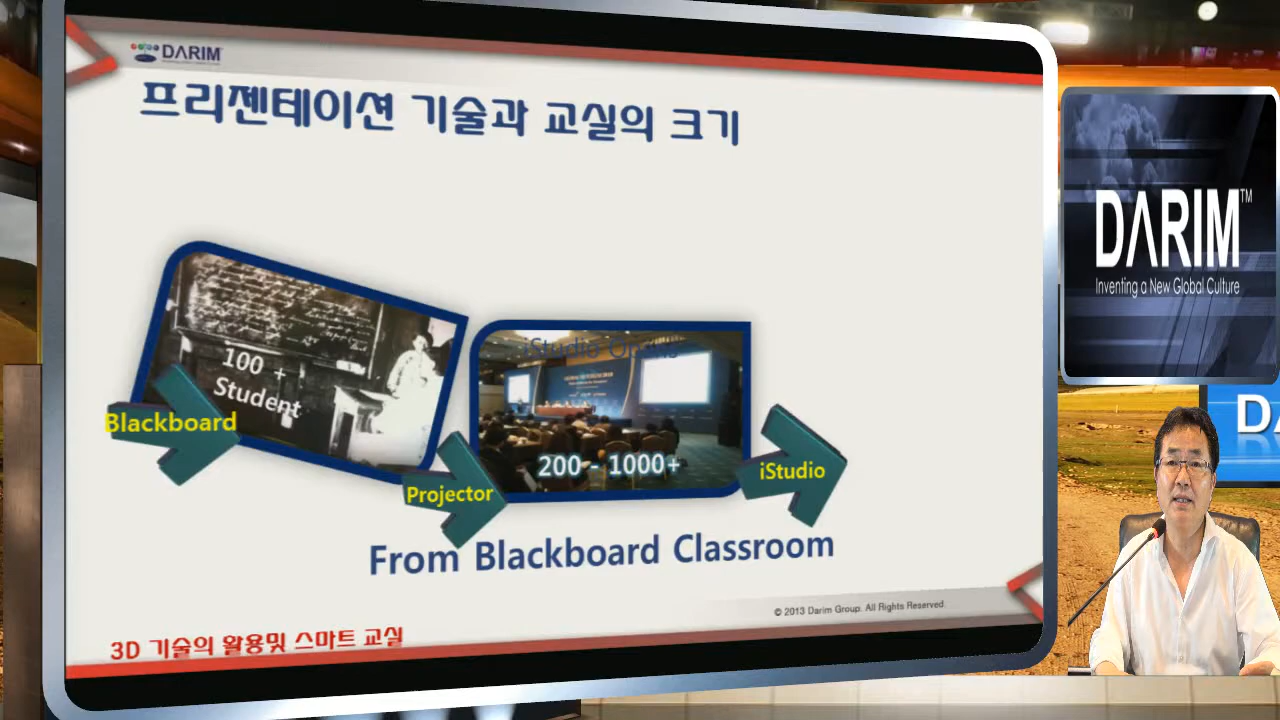 DARIM
프리젠테이션 기술과 교실의 크기
100 +
Student
Blackboard
iStudio
200 - 1000+
Projector
iStudio
From Blackboard Classroom
© 2013 Darim Group. All Rights Reserved.
3D 기술의 활용및 스마트 교실
DARIM™
Inventing a New Global Culture